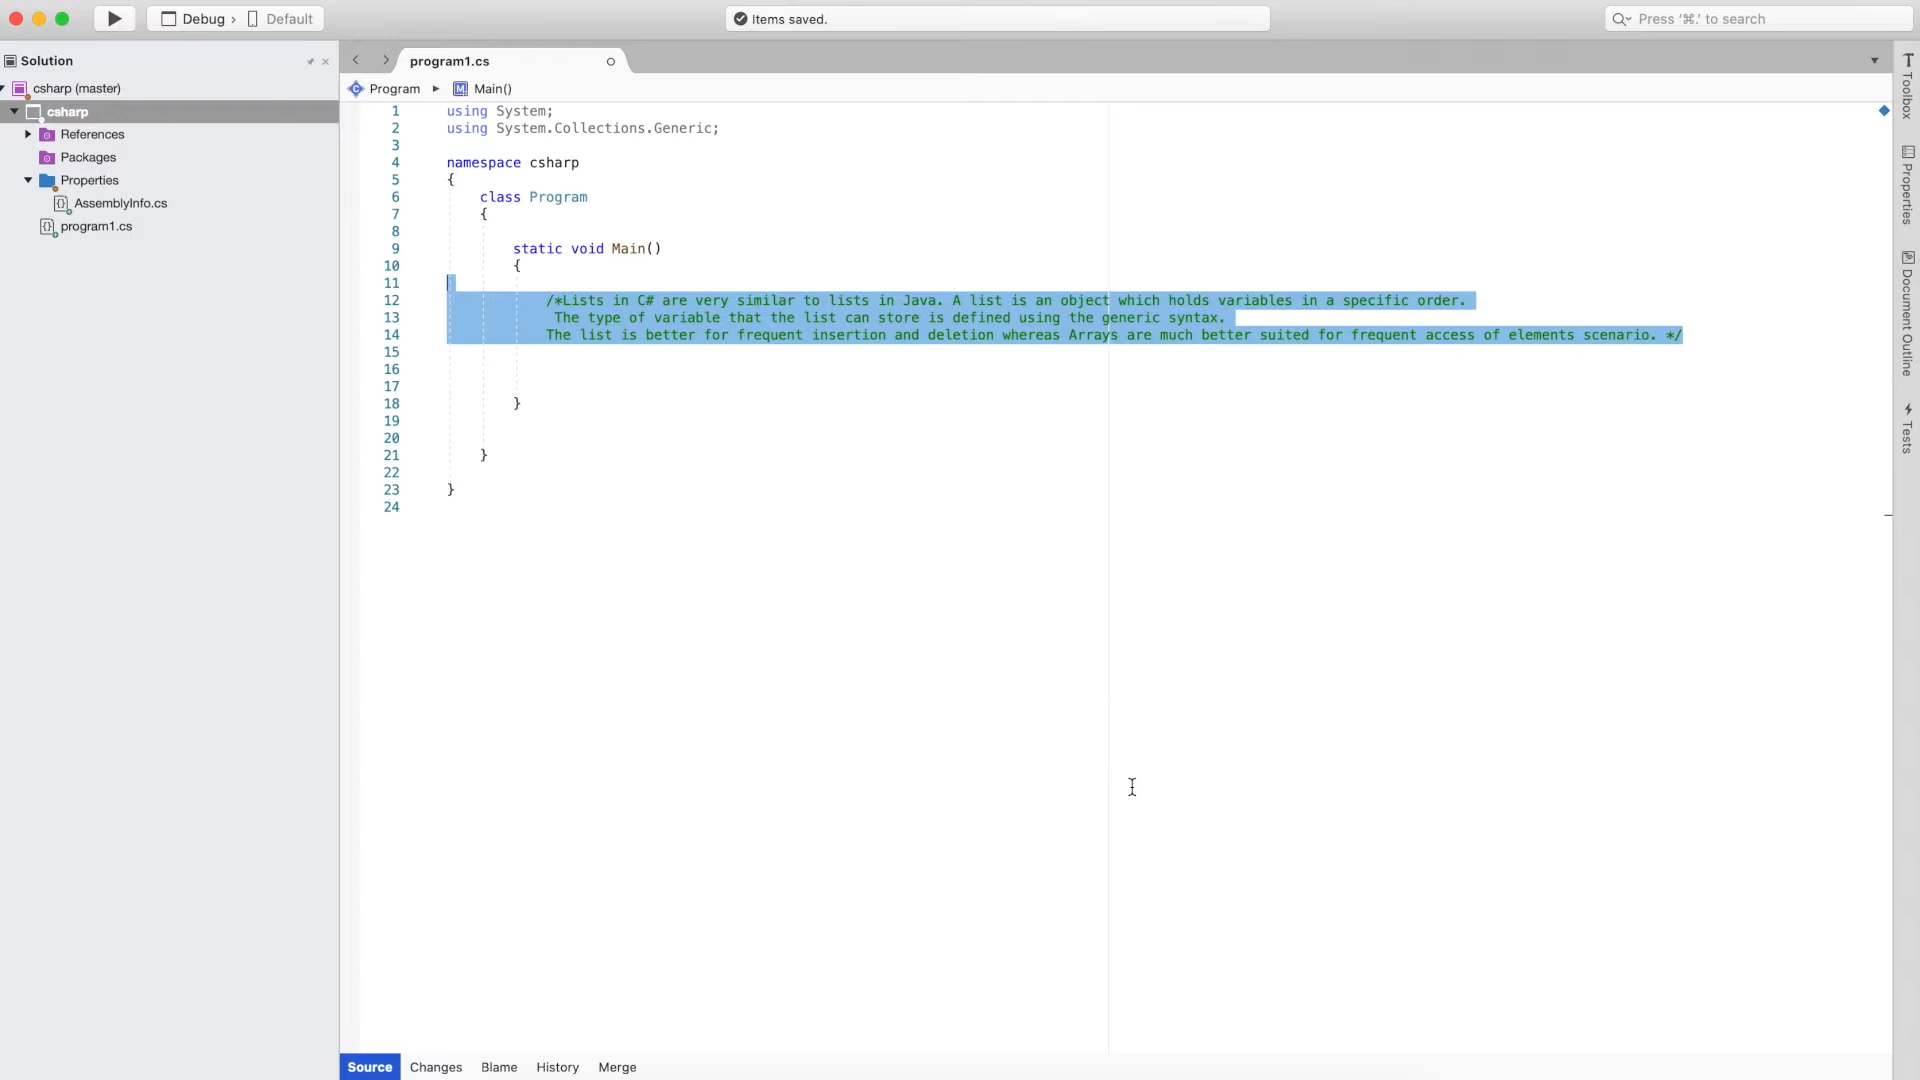 Debug › Default
Items saved.
Press '⌘.' to search
Solution
csharp (master)
csharp
References
Packages
Properties
AssemblyInfo.cs
program1.cs
program1.cs
Program ▸ Main()
1 using System;
2 using System.Collections.Generic;
3
4 namespace csharp
5 {
6 class Program
7 {
8
9 static void Main()
10 {
11
12 /*Lists in C# are very similar to lists in Java. A list is an object which holds variables in a specific order.
13 The type of variable that the list can store is defined using the generic syntax.
14 The list is better for frequent insertion and deletion whereas Arrays are much better suited for frequent access of elements scenario. */
15
16
17
18 }
19
20
21 }
22
23 }
24
Toolbox
Properties
Document Outline
Tests
Source Changes Blame History Merge